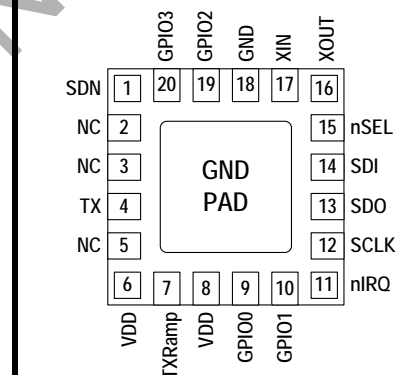 GPIO3 GPIO2 GND XIN XOUT
SDN 1 20 19 18 17 16
NC 2 15 nSEL
NC 3 14 SDI
GND
PAD
TX 4 13 SDO
NC 5 12 SCLK
6 7 8 9 10 11 nIRQ
VDD TXRamp VDD GPIO0 GPIO1